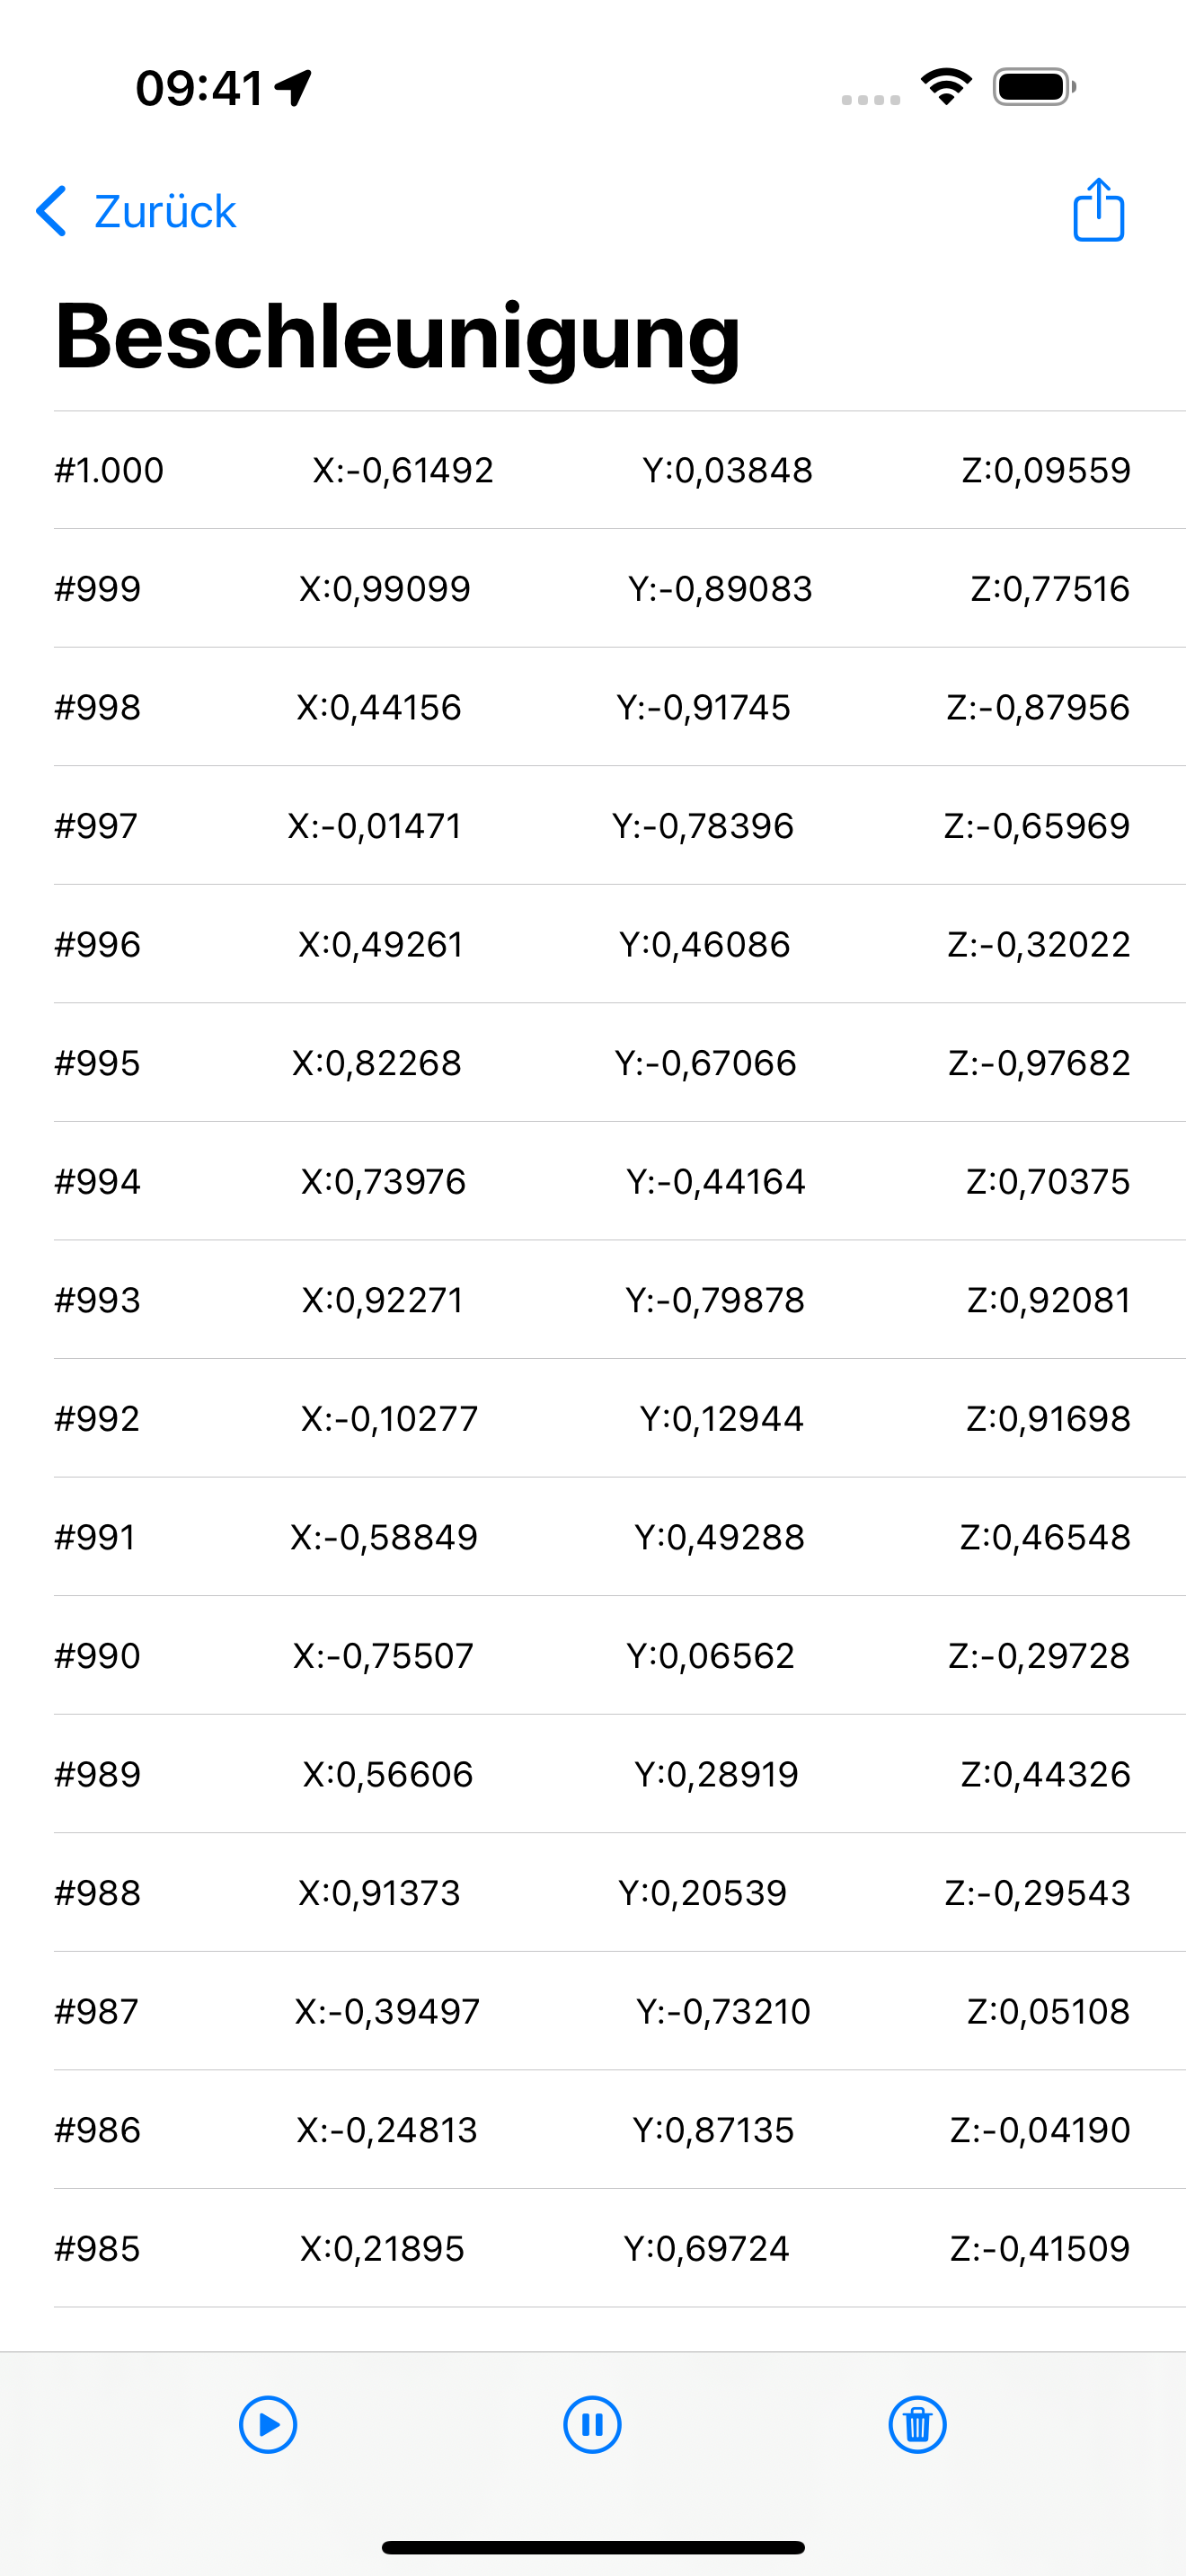 09:41
Zurück
Beschleunigung
#1.000 X:-0,61492 Y:0,03848 Z:0,09559
#999 X:0,99099 Y:-0,89083 Z:0,77516
#998 X:0,44156 Y:-0,91745 Z:-0,87956
#997 X:-0,01471 Y:-0,78396 Z:-0,65969
#996 X:0,49261 Y:0,46086 Z:-0,32022
#995 X:0,82268 Y:-0,67066 Z:-0,97682
#994 X:0,73976 Y:-0,44164 Z:0,70375
#993 X:0,92271 Y:-0,79878 Z:0,92081
#992 X:-0,10277 Y:0,12944 Z:0,91698
#991 X:-0,58849 Y:0,49288 Z:0,46548
#990 X:-0,75507 Y:0,06562 Z:-0,29728
#989 X:0,56606 Y:0,28919 Z:0,44326
#988 X:0,91373 Y:0,20539 Z:-0,29543
#987 X:-0,39497 Y:-0,73210 Z:0,05108
#986 X:-0,24813 Y:0,87135 Z:-0,04190
#985 X:0,21895 Y:0,69724 Z:-0,41509